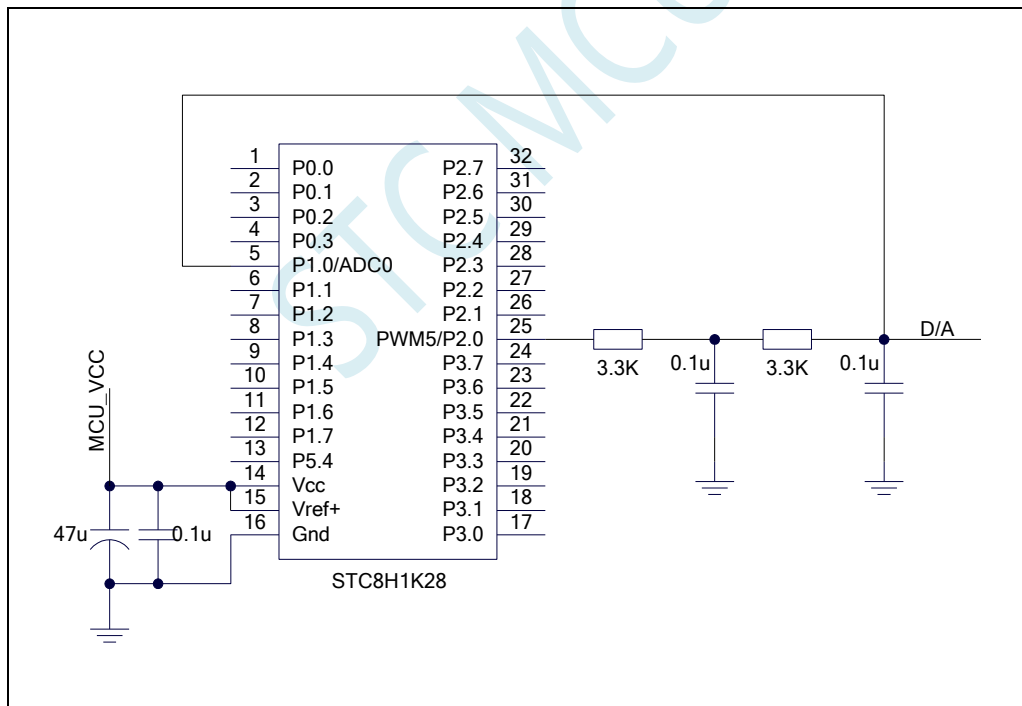 STC MCU
1 P0.0 P2.7 32
2 P0.1 P2.6 31
3 P0.2 P2.5 30
4 P0.3 P2.4 29
5 P1.0/ADC0 P2.3 28
6 P1.1 P2.2 27
7 P1.2 P2.1 26
8 P1.3 PWM5/P2.0 25
9 P1.4 P3.7 24
10 P1.5 P3.6 23
11 P1.6 P3.5 22
12 P1.7 P3.4 21
13 P5.4 P3.3 20
14 Vcc P3.2 19
15 Vref+ P3.1 18
16 Gnd P3.0 17
STC8H1K28
MCU_VCC
47u
0.1u
3.3K
0.1u
3.3K
0.1u
D/A